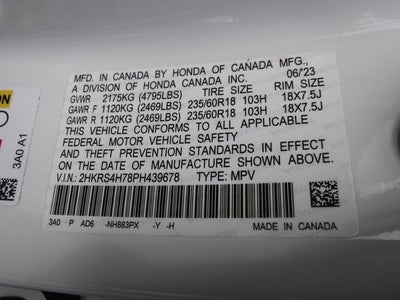 MFD. IN CANADA BY HONDA OF CANADA MFG.,
A DIVISION OF HONDA CANADA INC. 06/23
GVWR 2175KG (4795LBS) TIRE SIZE RIM SIZE
GAWR F 1120KG (2469LBS) 235/60R18 103H 18X7.5J
GAWR R 1120KG (2469LBS) 235/60R18 103H 18X7.5J
THIS VEHICLE CONFORMS TO ALL APPLICABLE
FEDERAL MOTOR VEHICLE SAFETY AND
THEFT PREVENTION STANDARDS IN EFFECT
ON THE DATE OF MANUFACTURE SHOWN ABOVE.
V.I.N.: 2HKRS4H78PH439678 TYPE: MPV
3A0 P AD6 -NH883PX -Y -H MADE IN CANADA
3A0 A1